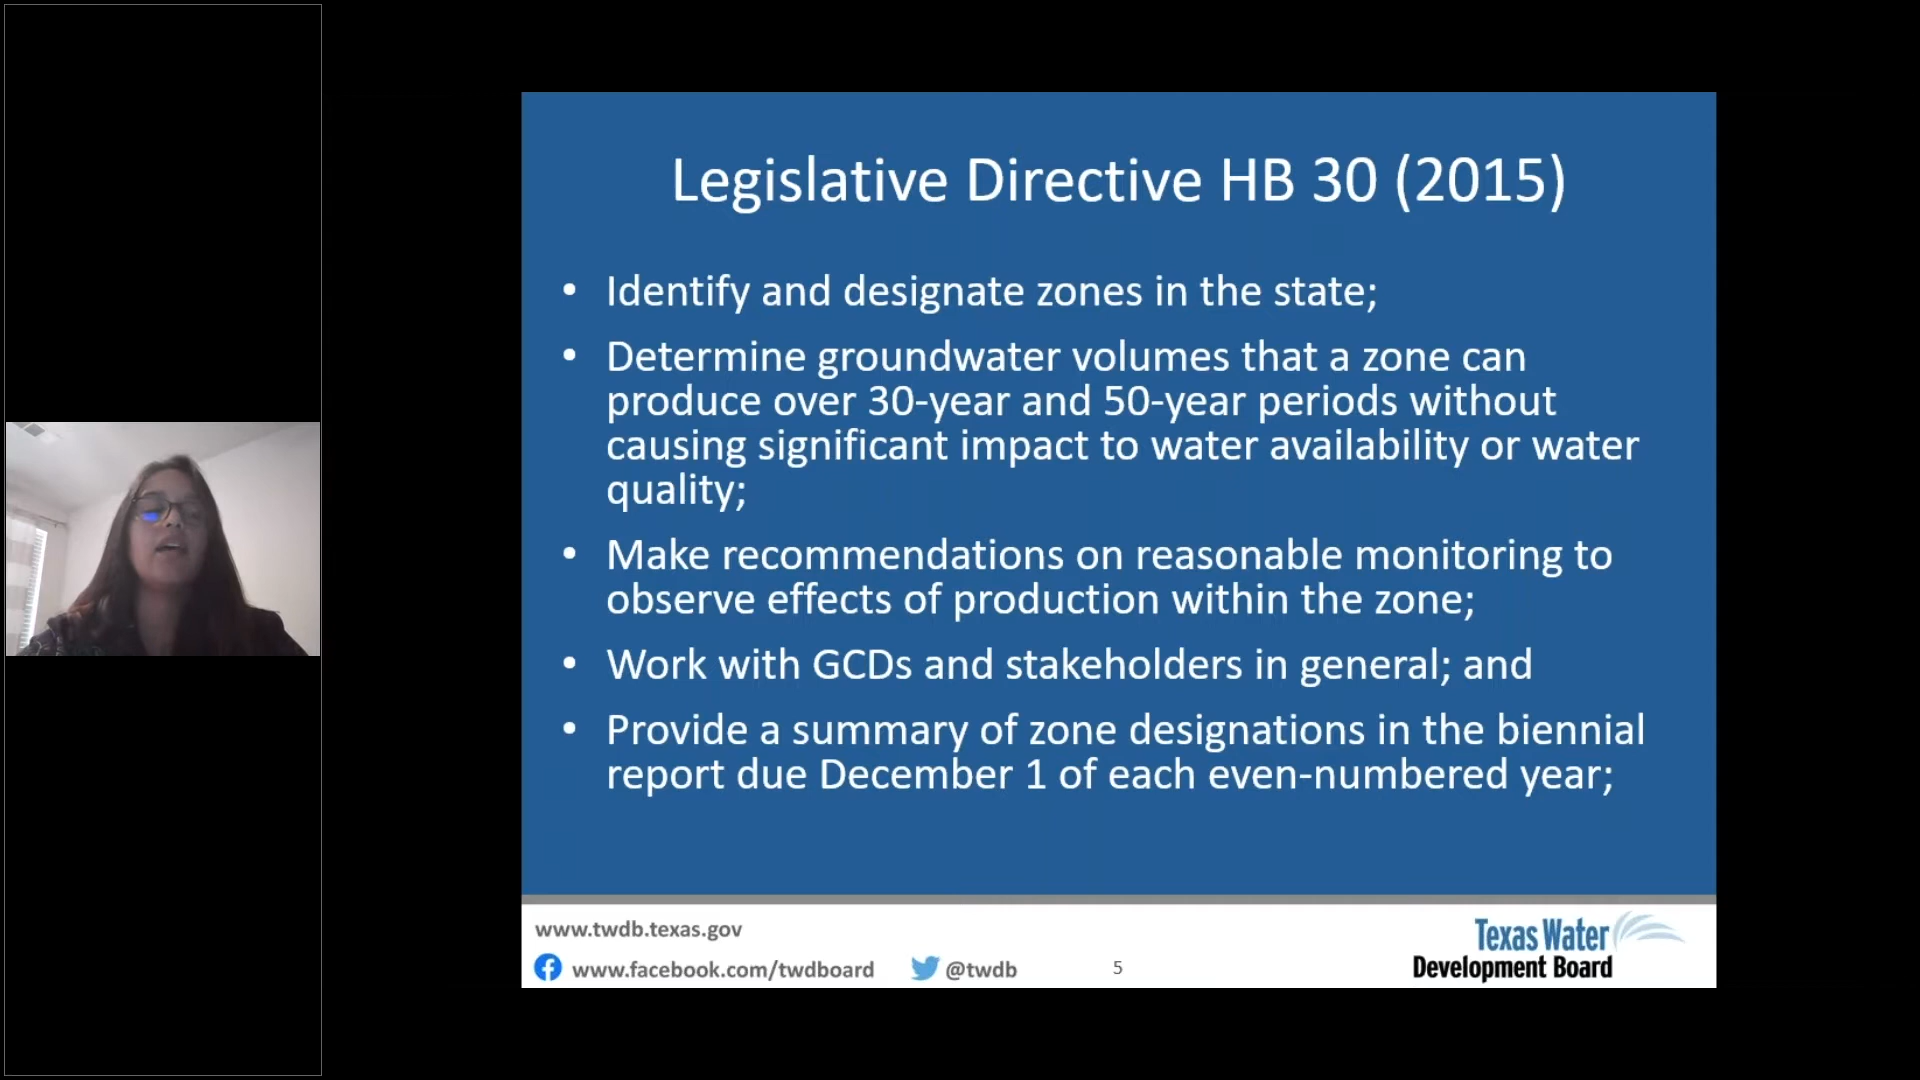 Legislative Directive HB 30 (2015)
• Identify and designate zones in the state;
• Determine groundwater volumes that a zone can
produce over 30-year and 50-year periods without
causing significant impact to water availability or water
quality;
• Make recommendations on reasonable monitoring to
observe effects of production within the zone;
• Work with GCDs and stakeholders in general; and
• Provide a summary of zone designations in the biennial
report due December 1 of each even-numbered year;
www.twdb.texas.gov
www.facebook.com/twdboard
@twdb
5
Texas Water
Development Board